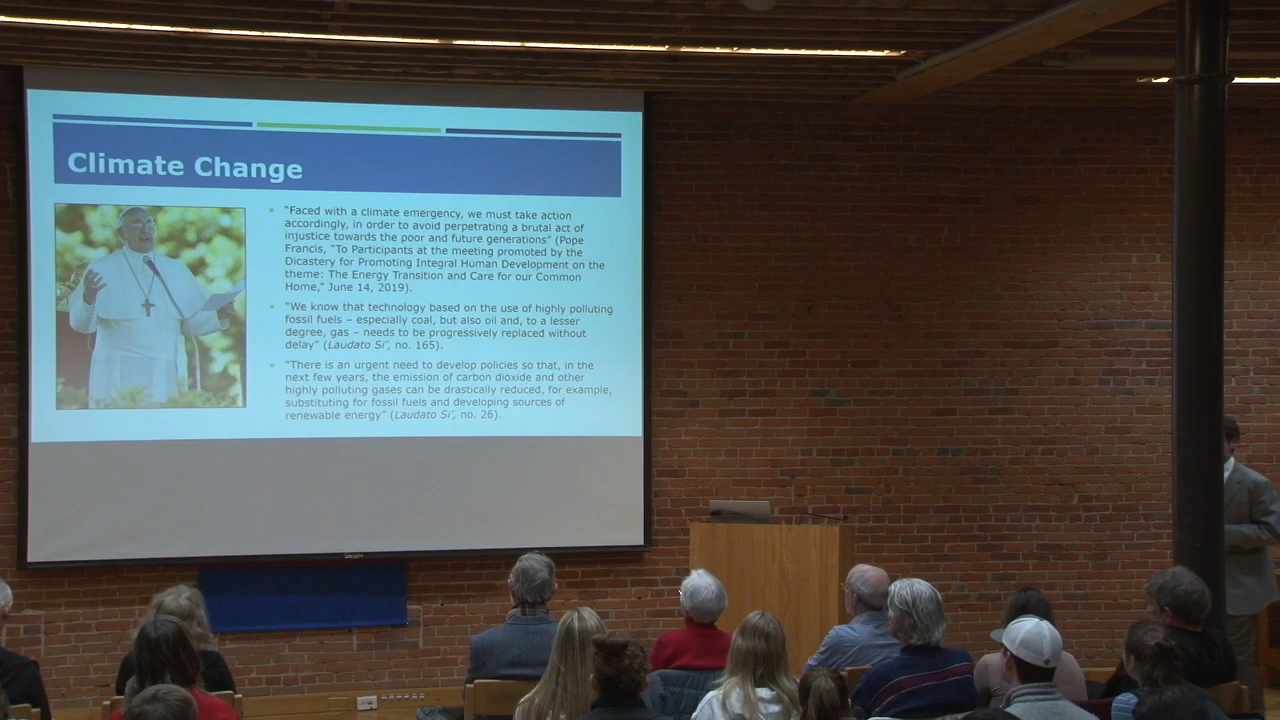 Climate Change
“Faced with a climate emergency, we must take action
accordingly, in order to avoid perpetrating a brutal act of
injustice towards the poor and future generations” (Pope
Francis, “To Participants at the meeting promoted by the
Dicastery for Promoting Integral Human Development on the
theme: The Energy Transition and Care for our Common
Home,” June 14, 2019).
“We know that technology based on the use of highly polluting
fossil fuels – especially coal, but also oil and, to a lesser
degree, gas – needs to be progressively replaced without
delay” (Laudato Si’, no. 165).
“There is an urgent need to develop policies so that, in the
next few years, the emission of carbon dioxide and other
highly polluting gases can be drastically reduced, for example,
substituting for fossil fuels and developing sources of
renewable energy” (Laudato Si’, no. 26).